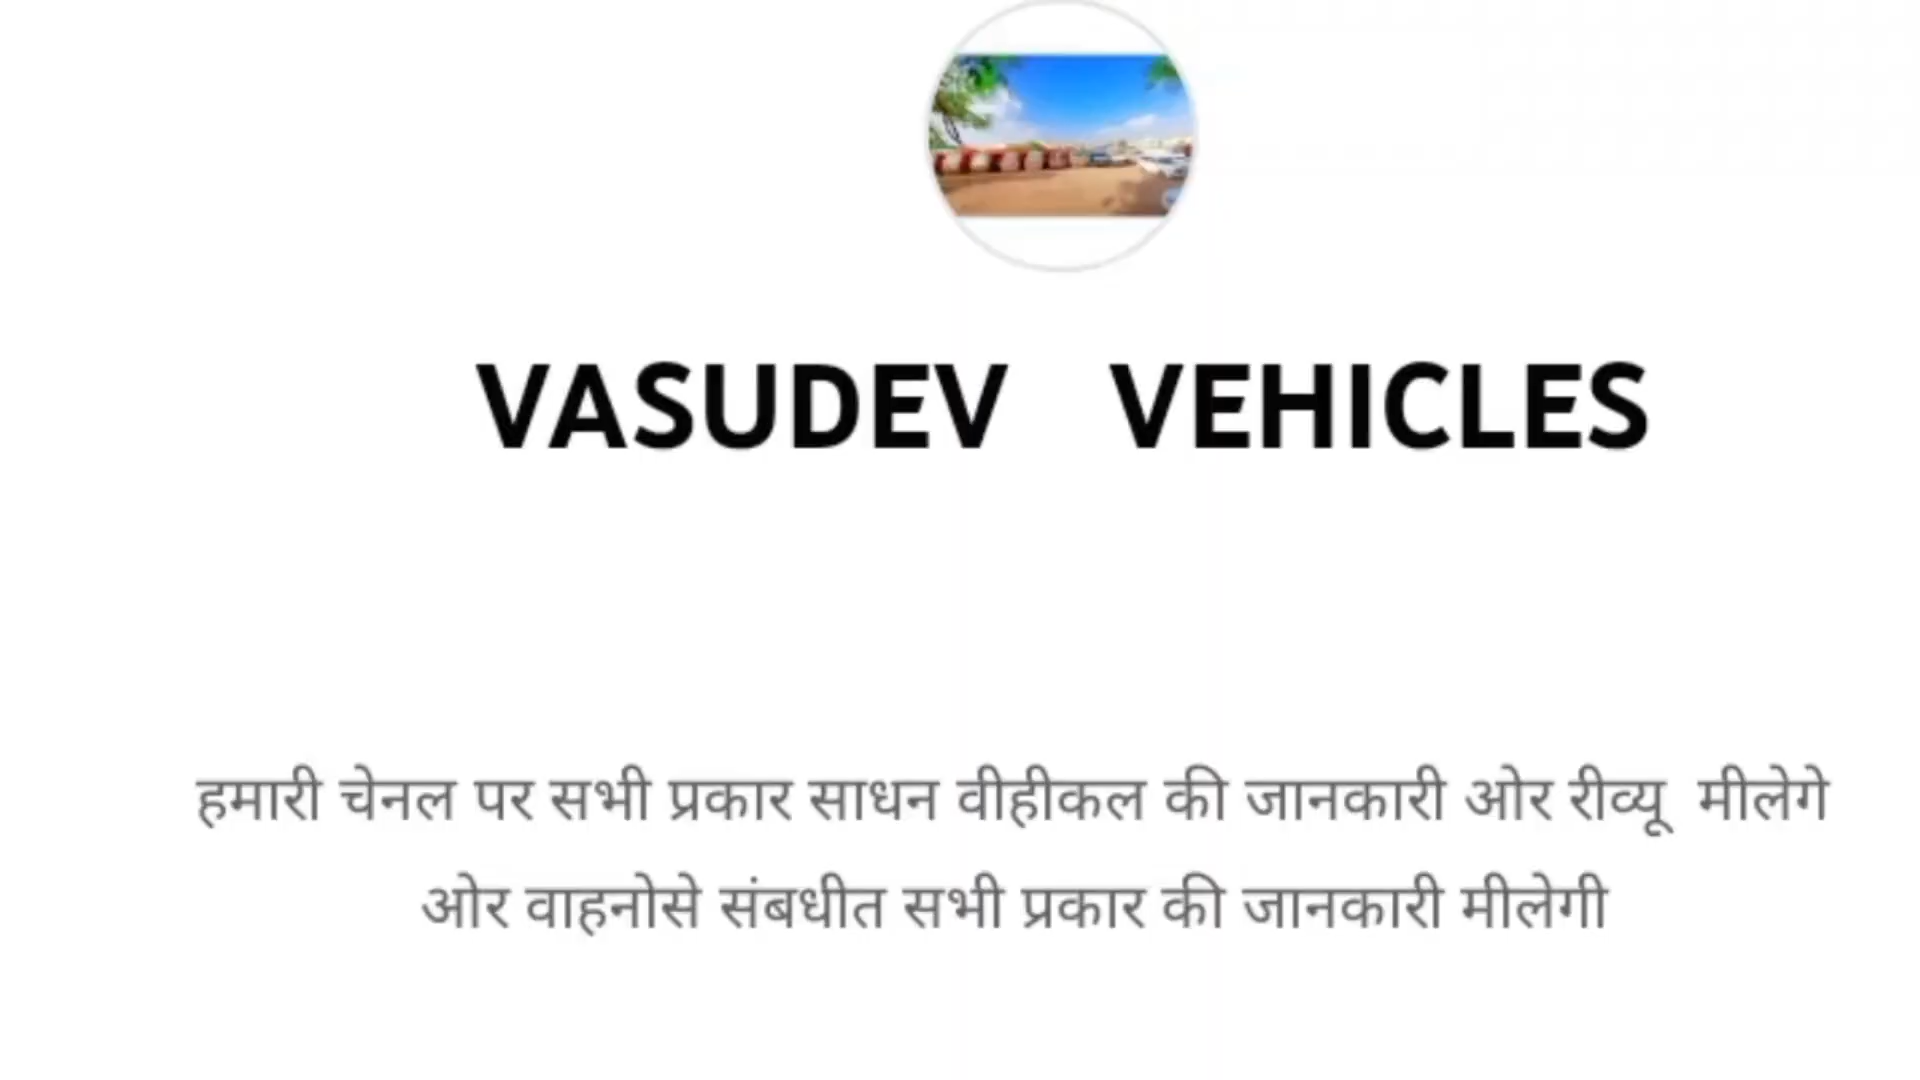 VASUDEV VEHICLES
हमारी चेनल पर सभी प्रकार साधन वीहीकल की जानकारी ओर रीव्यू मीलेगे
ओर वाहनोसे संबधीत सभी प्रकार की जानकारी मीलेगी